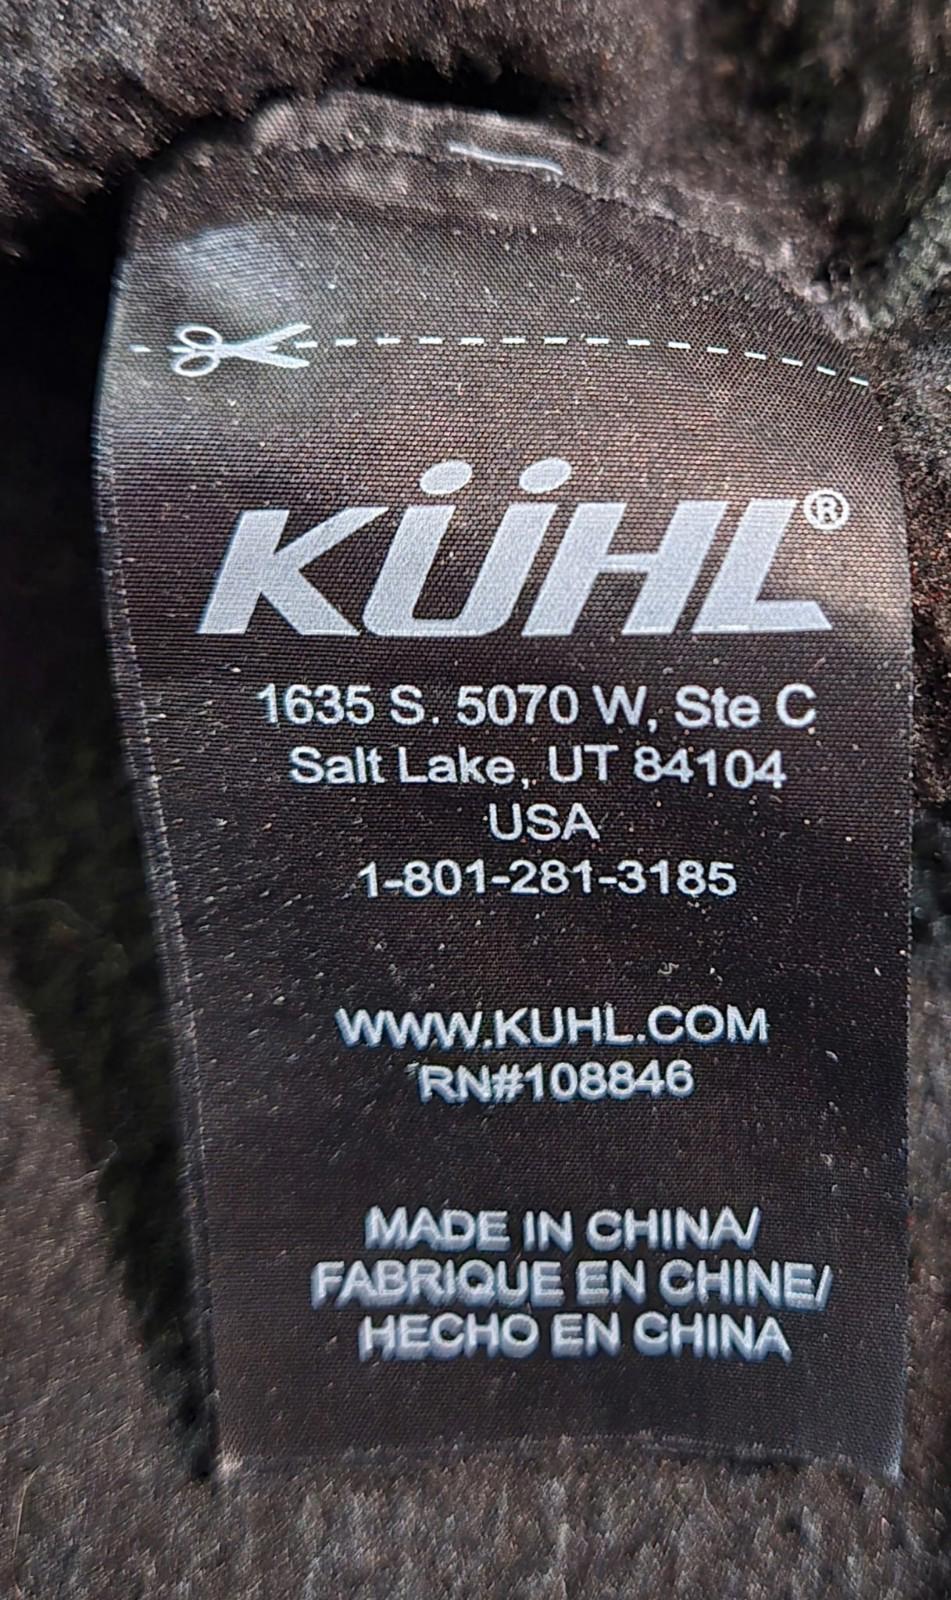 KÜHL®
1635 S. 5070 W, Ste C
Salt Lake, UT 84104
USA
1-801-281-3185
WWW.KUHL.COM
RN#108846
MADE IN CHINA/
FABRIQUE EN CHINE/
HECHO EN CHINA